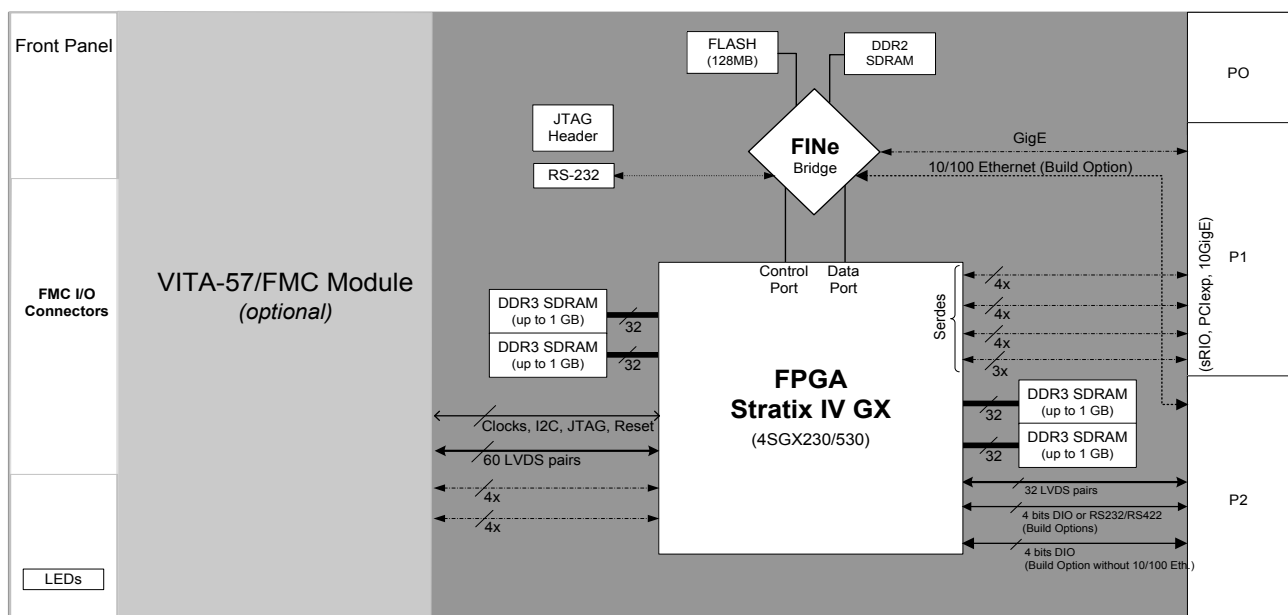 Front Panel
FMC I/O
Connectors
LEDs
VITA-57/FMC Module
(optional)
FLASH
(128MB)
DDR2
SDRAM
JTAG
Header
RS-232
FINe
Bridge
GigE
10/100 Ethernet (Build Option)
Control
Port
Data
Port
Serdes
4x
4x
4x
3x
DDR3 SDRAM
(up to 1 GB)
32
DDR3 SDRAM
(up to 1 GB)
32
FPGA
Stratix IV GX
(4SGX230/530)
Clocks, I2C, JTAG, Reset
60 LVDS pairs
4x
4x
32
DDR3 SDRAM
(up to 1 GB)
32
DDR3 SDRAM
(up to 1 GB)
32 LVDS pairs
4 bits DIO or RS232/RS422
(Build Options)
4 bits DIO
(Build Option without 10/100 Eth.)
PO
P1
(sRIO, PCIexp, 10GigE)
P2